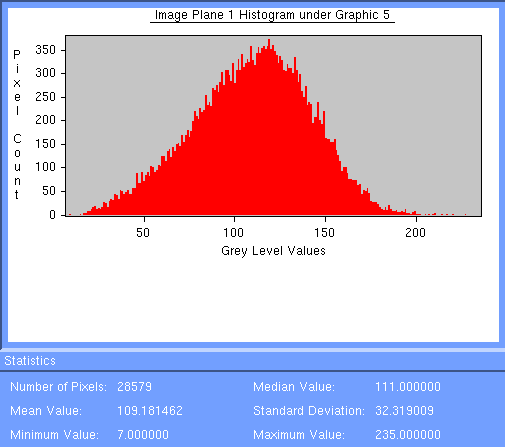 Image Plane 1 Histogram under Graphic 5
Pixel Count
350
300
250
200
150
100
50
0
50 100 150 200
Grey Level Values
Statistics
Number of Pixels: 28579 Median Value: 111.000000
Mean Value: 109.181462 Standard Deviation: 32.319009
Minimum Value: 7.000000 Maximum Value: 235.000000